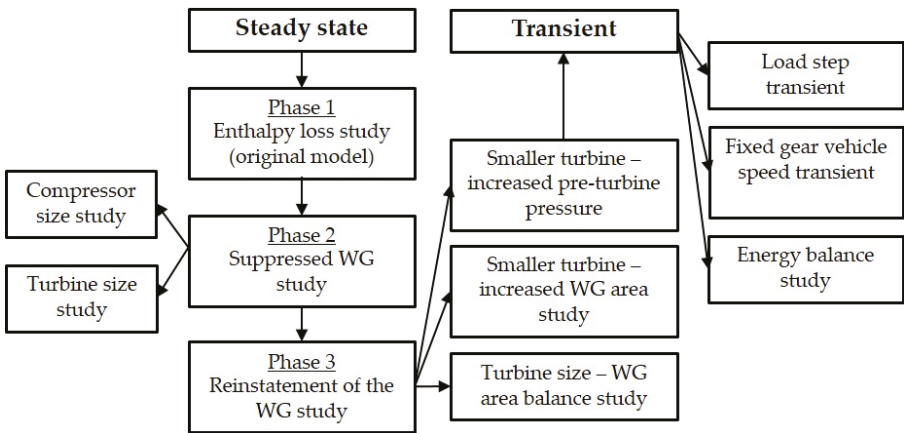 Steady state
Phase 1
Enthalpy loss study
(original model)
Compressor
size study
Turbine size
study
Phase 2
Suppressed WG
study
Phase 3
Reinstatement of the
WG study
Transient
Smaller turbine –
increased pre-turbine
pressure
Smaller turbine –
increased WG area
study
Turbine size – WG
area balance study
Load step
transient
Fixed gear vehicle
speed transient
Energy balance
study